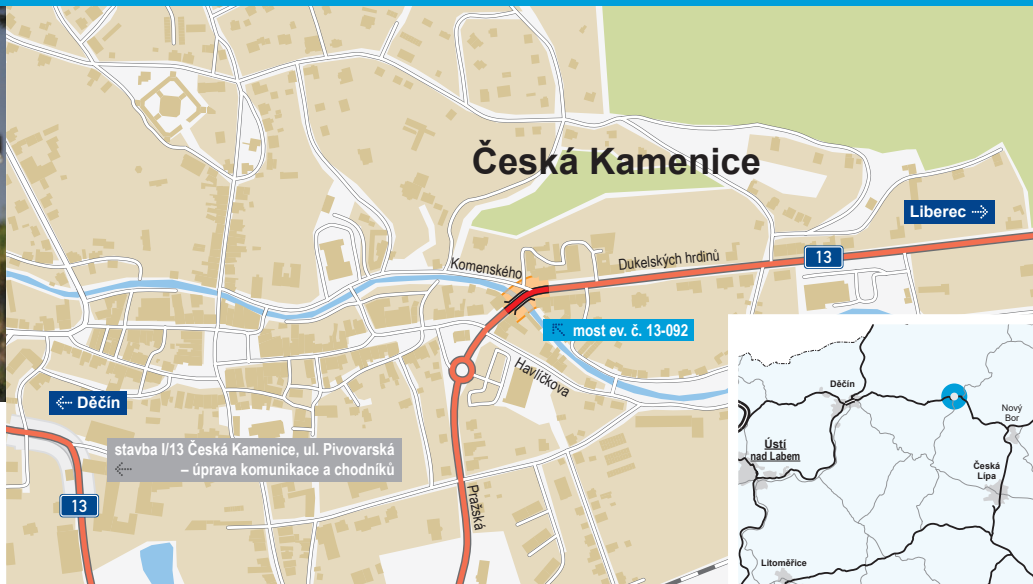 Česká Kamenice
Liberec
13
Dukelských hrdinů
Komenského
most ev. č. 13-092
Havlíčkova
Děčín
stavba I/13 Česká Kamenice, ul. Pivovarská
– úprava komunikace a chodníků
13
Pražská
Děčín
Nový
Bor
Ústí
nad Labem
Česká
Lípa
Litoměřice